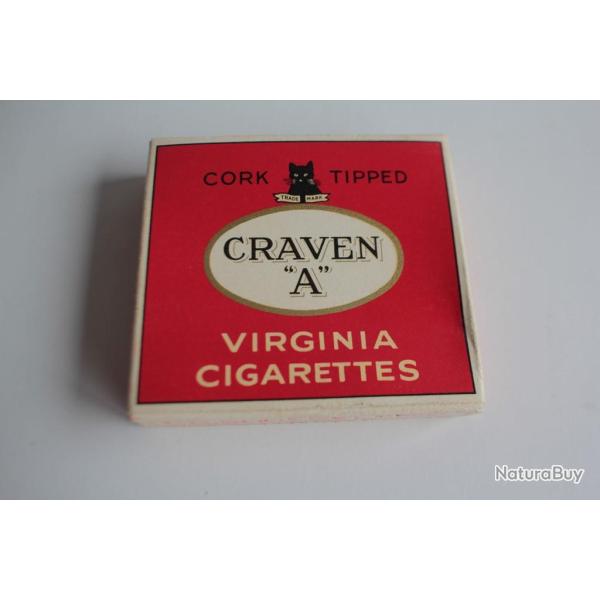 CORK TIPPED
TRADE MARK
CRAVEN
"A"
VIRGINIA
CIGARETTES
NaturaBuy